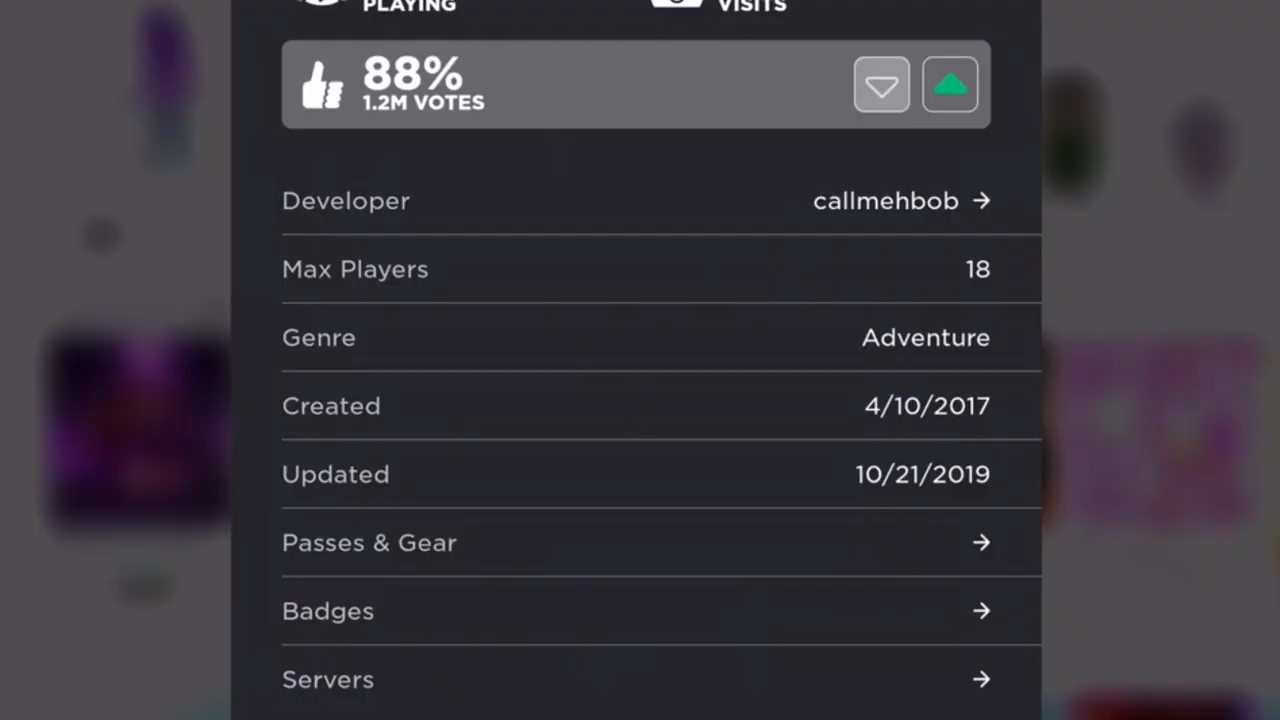 PLAYING VISITS
88%
1.2M VOTES
Developer callmehbob →
Max Players 18
Genre Adventure
Created 4/10/2017
Updated 10/21/2019
Passes & Gear →
Badges →
Servers →